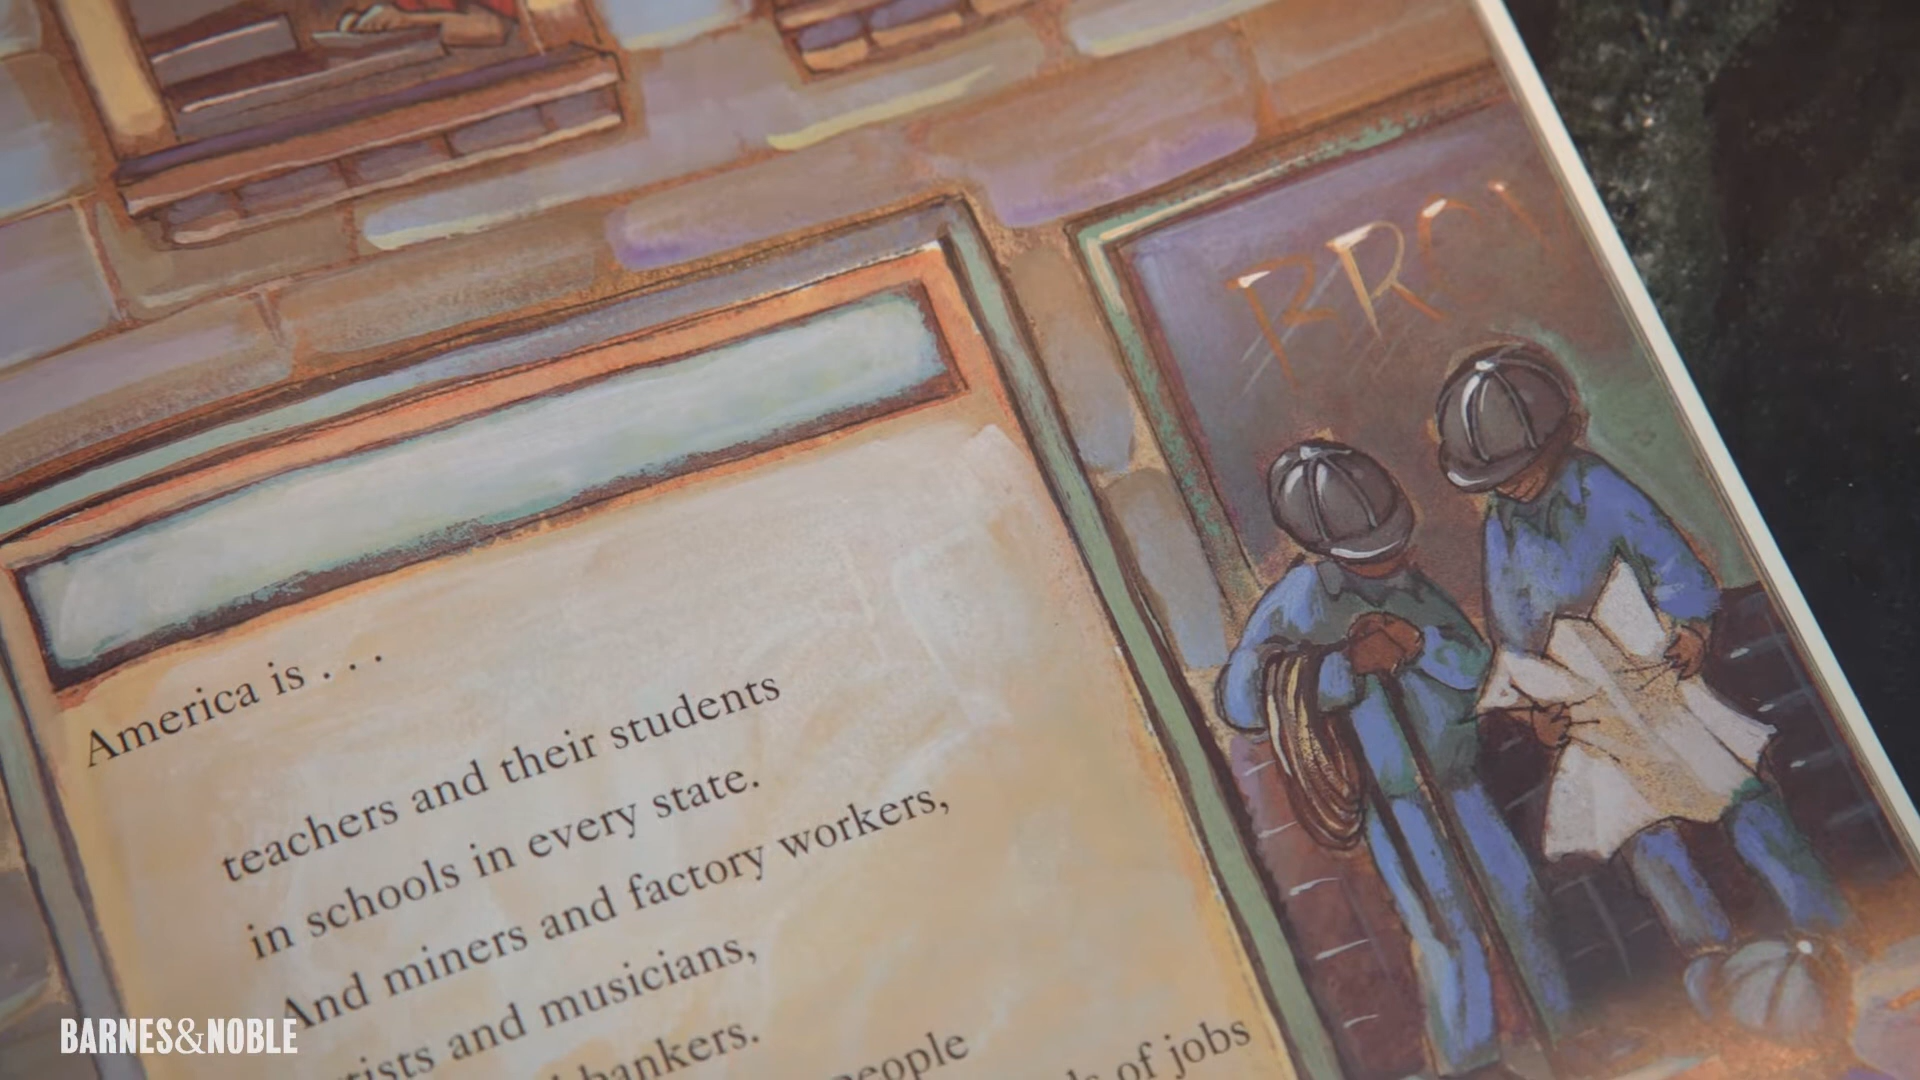 America is . . .
teachers and their students
in schools in every state.
And miners and factory workers,
and musicians,
bankers.
people
of jobs
BARNES&NOBLE